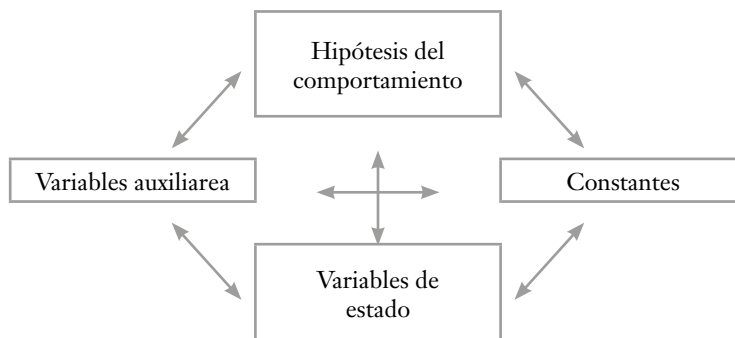 Hipótesis del
comportamiento
Variables auxiliarea
Constantes
Variables de
estado